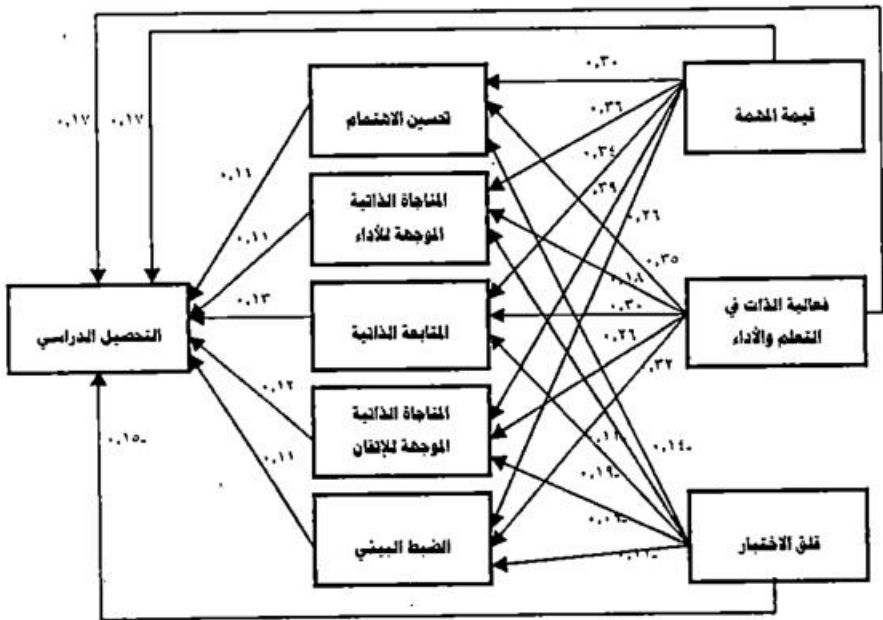 ٠,٣٠
قيمة المهمة
تحسين الاهتمام
٠,١٧
٠,١٧
٠,٣٦
٠,٣٤
٠,٣٩
٠,١٤
المناجاة الذاتية
الموجهة للأداء
٠,٢٦
٠,٣٥
٠,١٨
فعالية الذات في
التعلم والأداء
٠,٣٠
المتابعة الذاتية
٠,١٣
التحصيل الدراسي
٠,٢٦
٠,٣٢
المناجاة الذاتية
الموجهة للإتقان
٠,١٢
٠,١٥-
٠,١٤-
٠,١٩-
٠,١١
الضبط البيئي
قلق الاختبار